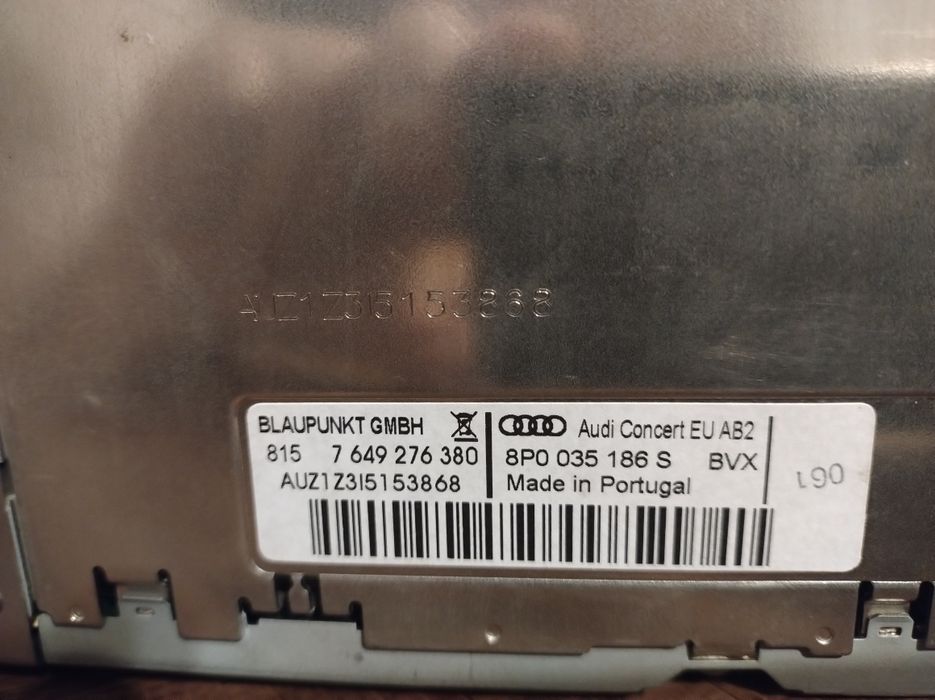 AUZ1Z3I5153868
BLAUPUNKT GMBH
815 7 649 276 380
AUZ1Z3I5153868
Audi Concert EU AB2
8P0 035 186 S BVX
Made in Portugal
061